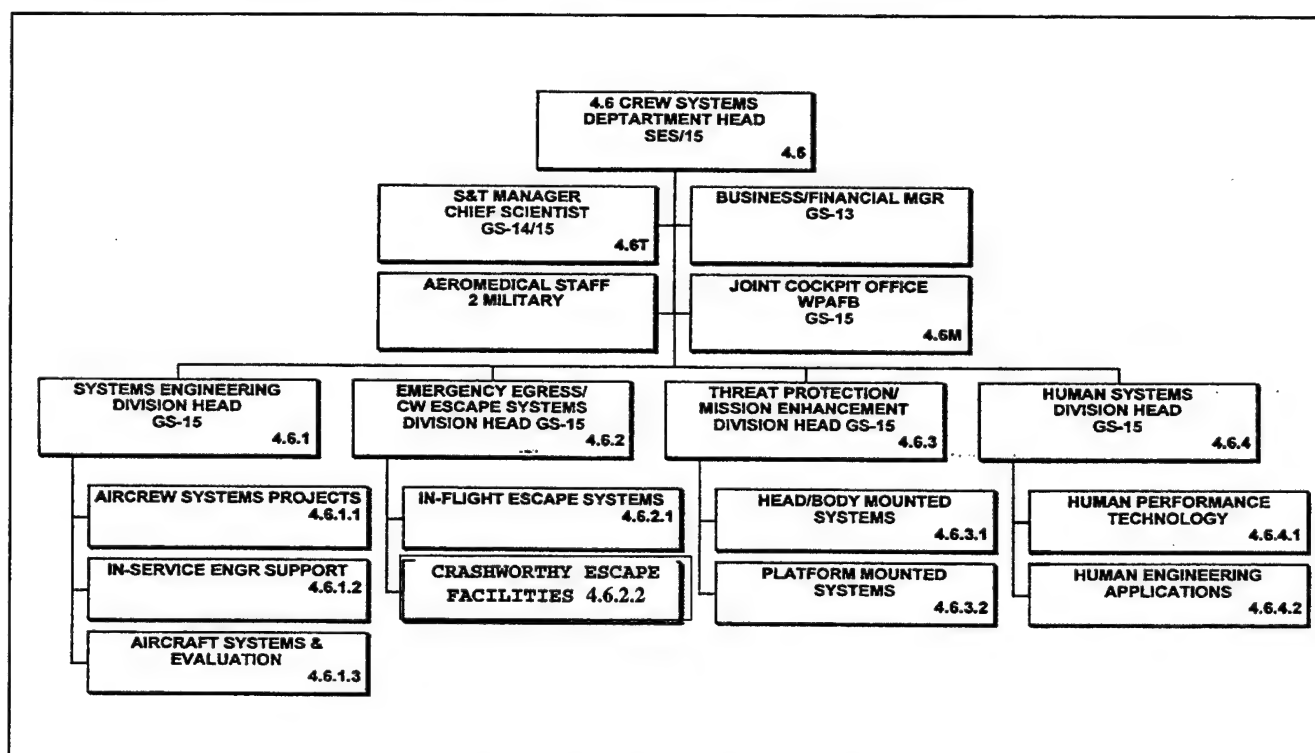 4.6 CREW SYSTEMS
DEPTARTMENT HEAD
SES/15
4.6
S&T MANAGER
CHIEF SCIENTIST
GS-14/15
4.6T
BUSINESS/FINANCIAL MGR
GS-13
AEROMEDICAL STAFF
2 MILITARY
JOINT COCKPIT OFFICE
WPAFB
GS-15
4.6M
SYSTEMS ENGINEERING
DIVISION HEAD
GS-15
4.6.1
EMERGENCY EGRESS/
CW ESCAPE SYSTEMS
DIVISION HEAD GS-15
4.6.2
THREAT PROTECTION/
MISSION ENHANCEMENT
DIVISION HEAD GS-15
4.6.3
HUMAN SYSTEMS
DIVISION HEAD
GS-15
4.6.4
AIRCREW SYSTEMS PROJECTS
4.6.1.1
IN-SERVICE ENGR SUPPORT
4.6.1.2
AIRCRAFT SYSTEMS &
EVALUATION
4.6.1.3
IN-FLIGHT ESCAPE SYSTEMS
4.6.2.1
CRASHWORTHY ESCAPE
FACILITIES 4.6.2.2
HEAD/BODY MOUNTED
SYSTEMS
4.6.3.1
PLATFORM MOUNTED
SYSTEMS
4.6.3.2
HUMAN PERFORMANCE
TECHNOLOGY
4.6.4.1
HUMAN ENGINEERING
APPLICATIONS
4.6.4.2